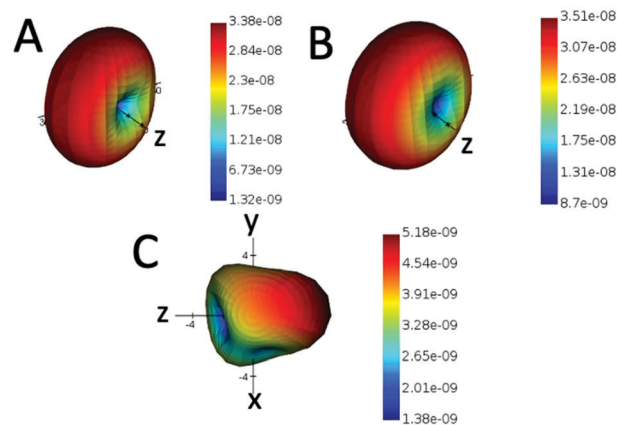 A
3.38e-08
2.84e-08
2.3e-08
1.75e-08
1.21e-08
6.7e-09
1.32e-09
z
B
3.51e-08
3.07e-08
2.63e-08
2.18e-08
1.75e-08
1.31e-08
8.7e-09
z
C
y
4
z
-4
-4
x
5.18e-09
4.54e-09
3.91e-09
3.28e-09
2.65e-09
2.01e-09
1.38e-09